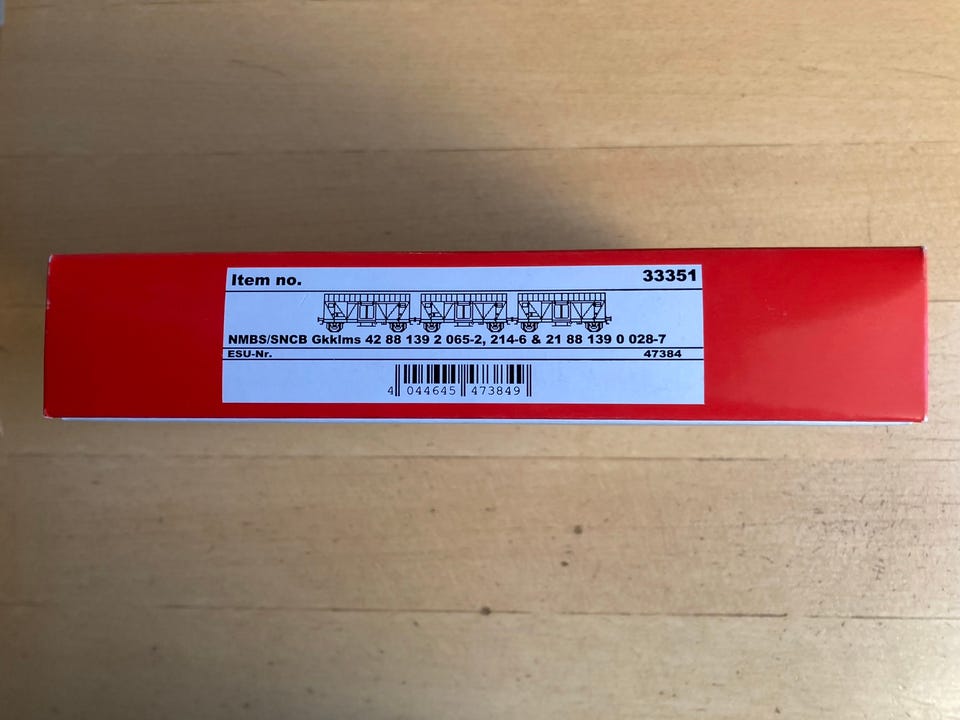 Item no. 33351
NMBS/SNCB Gkklms 42 88 139 2 065-2, 214-6 & 21 88 139 0 028-7
ESU-Nr. 47384
4 044645 473849